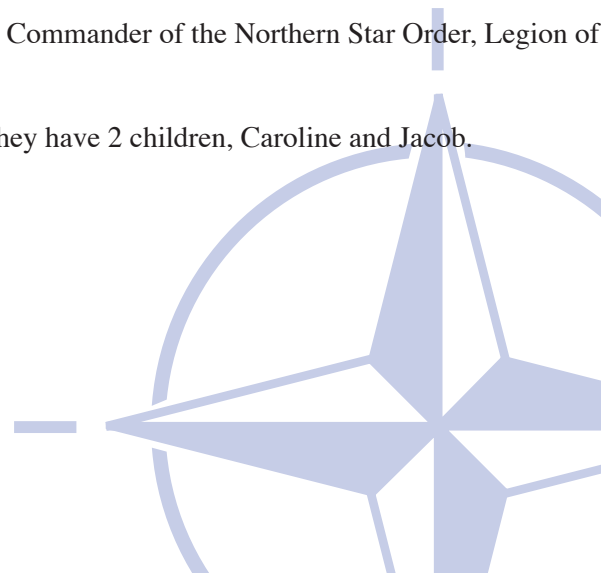 Commander of the Northern Star Order, Legion of
hey have 2 children, Caroline and Jacob.